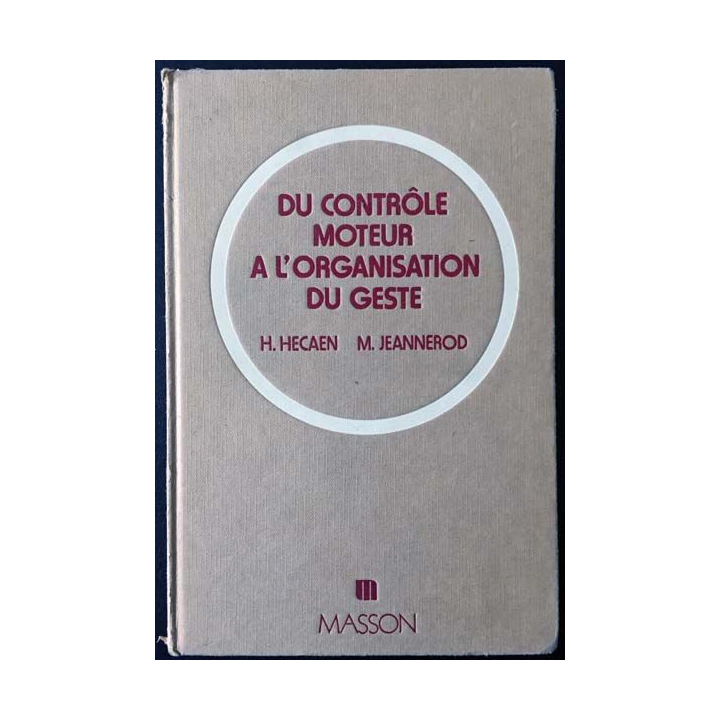 DU CONTRÔLE
MOTEUR
A L'ORGANISATION
DU GESTE
H. HECAEN M. JEANNEROD
m
MASSON